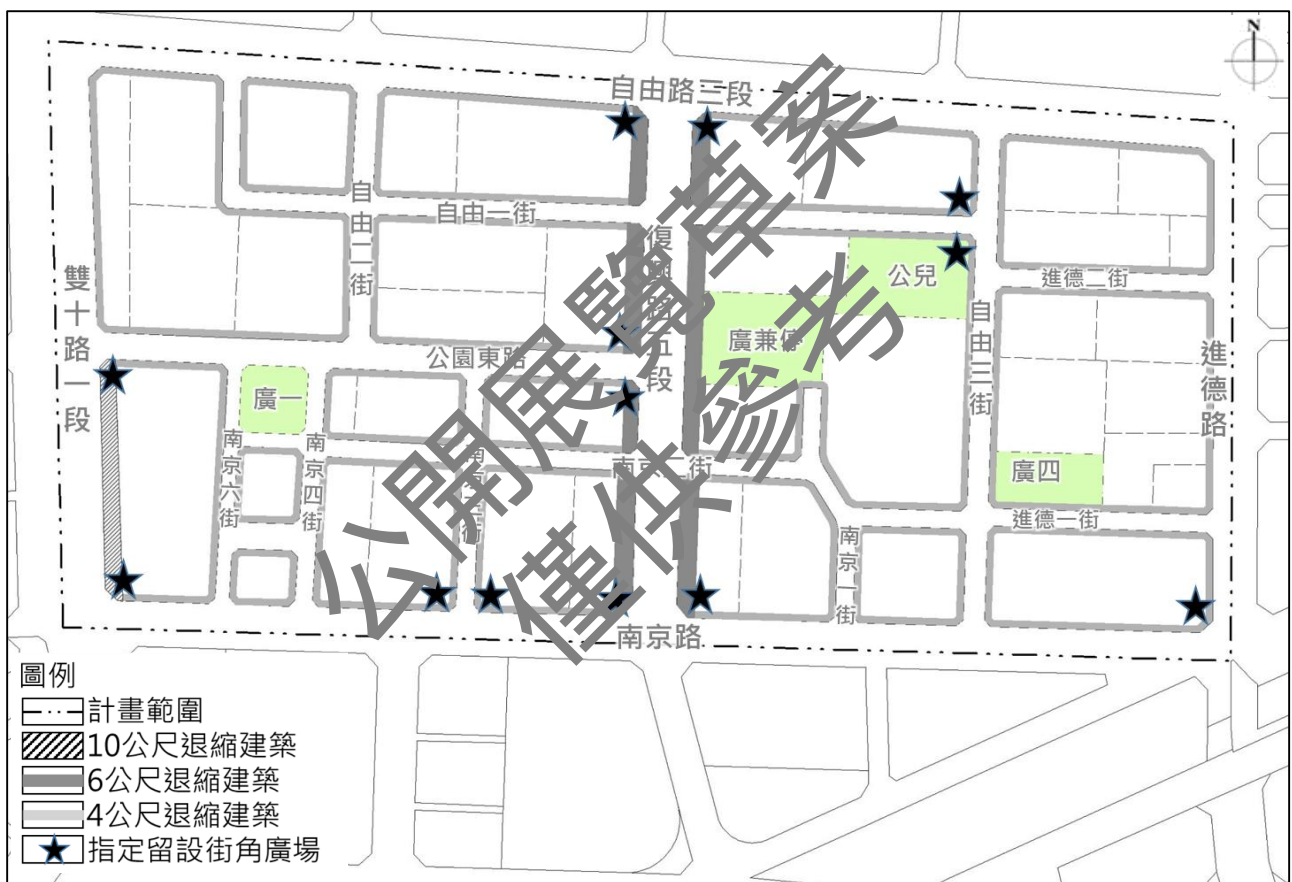 N
自由路三段
自由一街
自由二街
復興路五段
雙十路一段
公兒
進德二街
廣兼停
自由三街
公園東路
進德路
廣一
南京六街
南京四街
南京三街
南京二街
廣四
進德一街
南京一街
南京路
公開展覽草案
僅供參考
圖例
計畫範圍
10公尺退縮建築
6公尺退縮建築
4公尺退縮建築
指定留設街角廣場